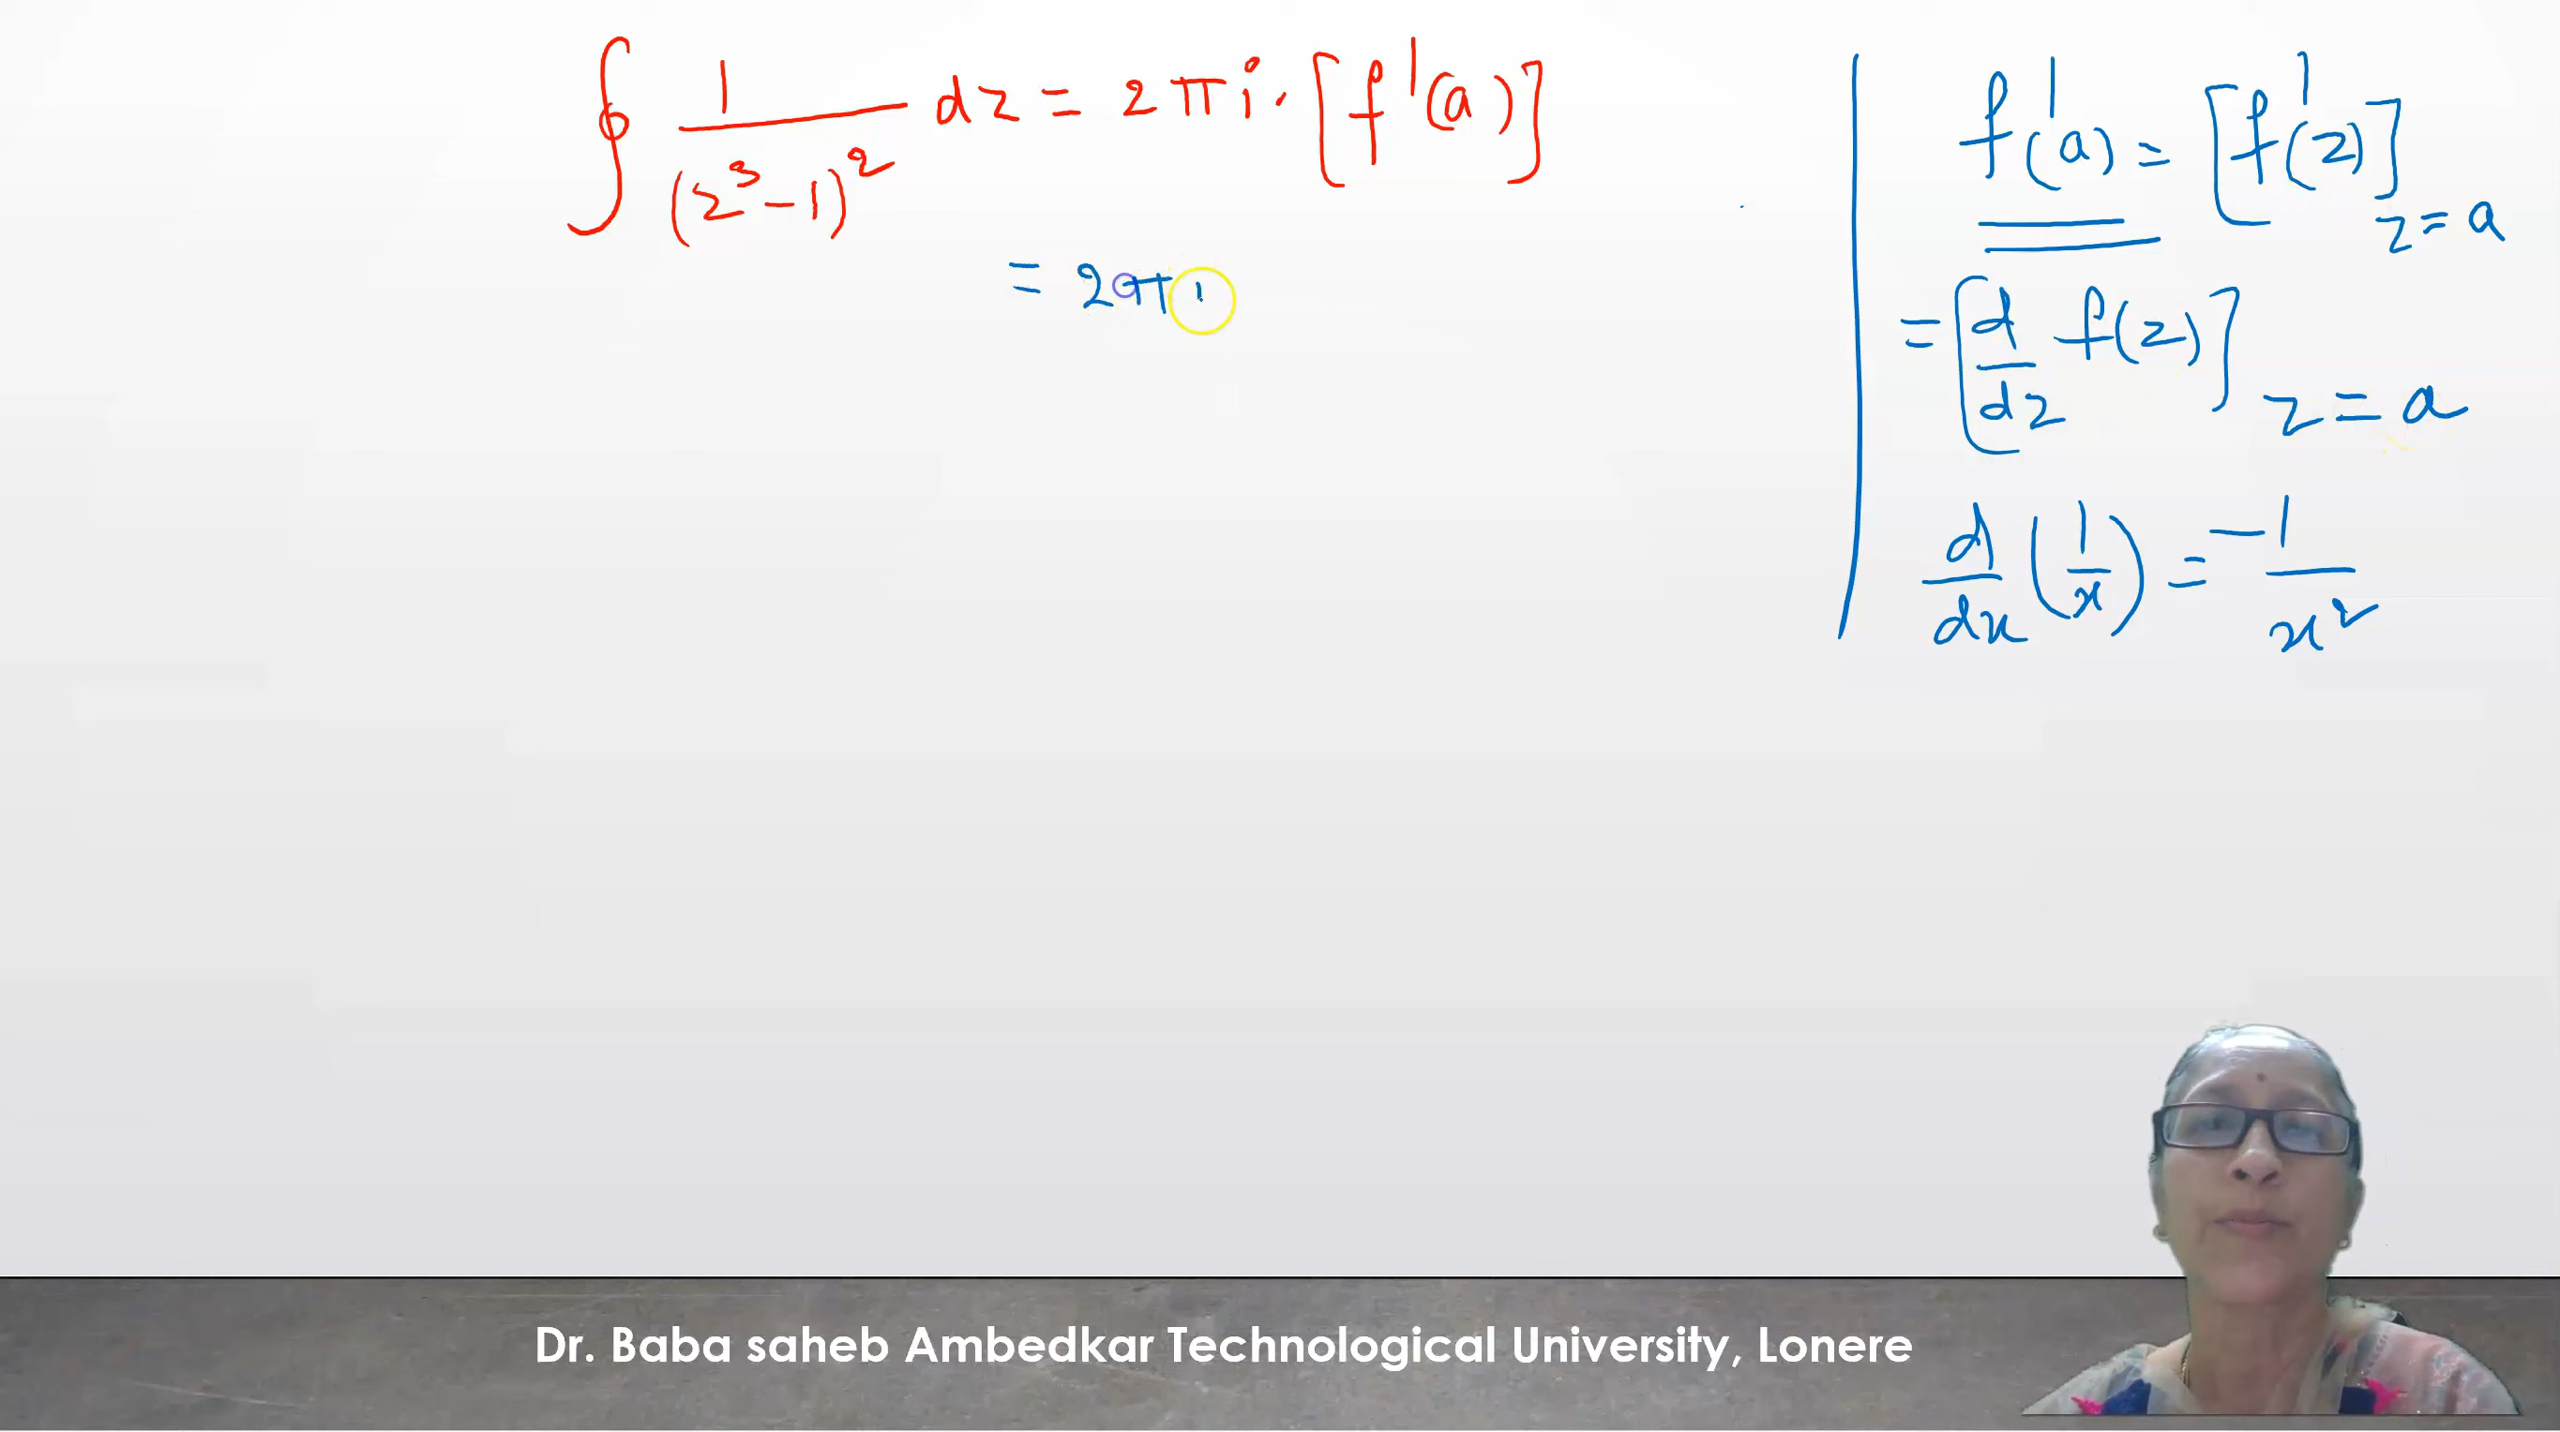 ∮ 1/(z³-1)² dz = 2πi·[f'(a)]
= 2πi
f'(a) = [f'(z)] z=a
= [d/dz f(z)] z=a
d/dx (1/x) = -1/x²
Dr. Baba saheb Ambedkar Technological University, Lonere